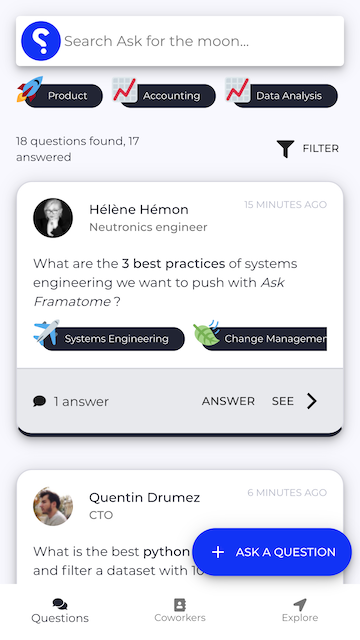 Search Ask for the moon...
Product Accounting Data Analysis
18 questions found, 17
answered
FILTER
Hélène Hémon
15 MINUTES AGO
Neutronics engineer
What are the 3 best practices of systems
engineering we want to push with Ask
Framatome ?
Systems Engineering Change Managemen
1 answer ANSWER SEE
Quentin Drumez
6 MINUTES AGO
CTO
What is the best python
and filter a dataset with 10
+ ASK A QUESTION
Questions Coworkers Explore